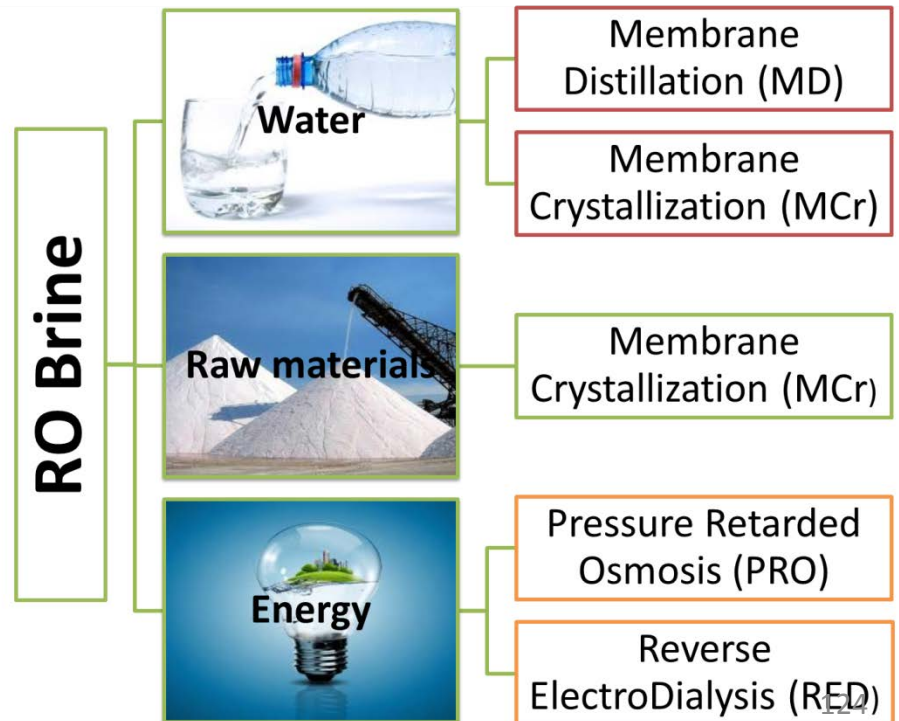 RO Brine
Water
Membrane
Distillation (MD)
Membrane
Crystallization (MCr)
Raw materials
Membrane
Crystallization (MCr)
Energy
Pressure Retarded
Osmosis (PRO)
Reverse
ElectroDialysis (RED)
124